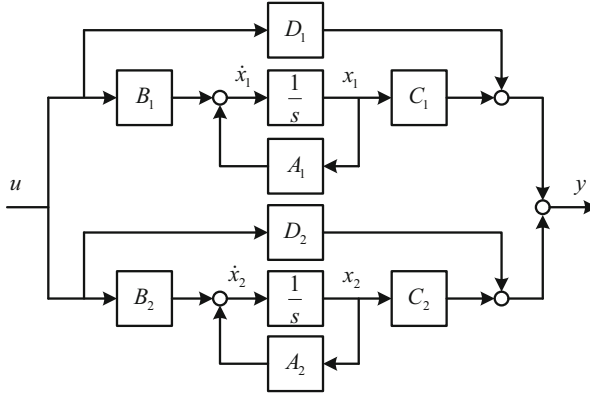 D₁
B₁ ẋ₁ 1/s x₁ C₁
A₁
u y
D₂
B₂ ẋ₂ 1/s x₂ C₂
A₂